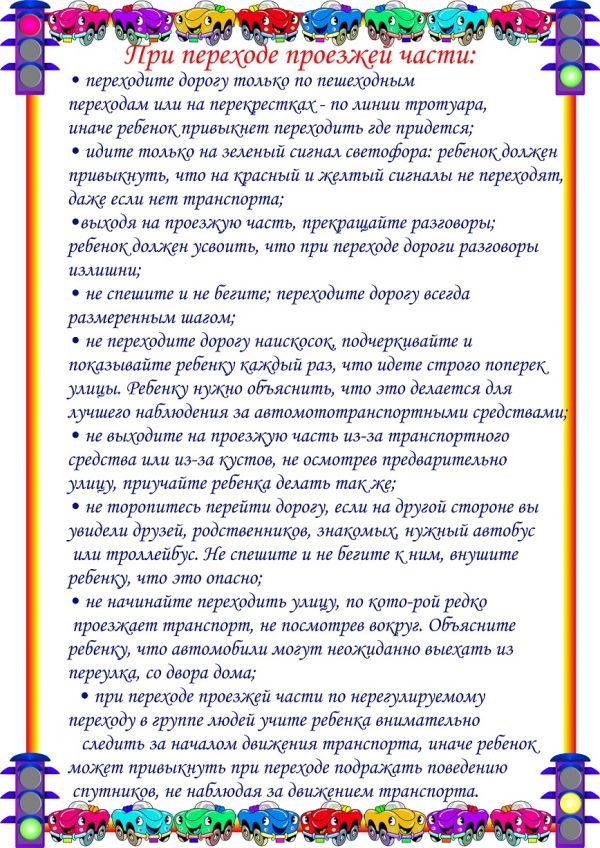 При переходе проезжей части:
• переходите дорогу только по пешеходным
переходам или на перекрестках - по линии тротуара,
иначе ребенок привыкнет переходить где придется;
• идите только на зеленый сигнал светофора: ребенок должен
привыкнуть, что на красный и желтый сигналы не переходят,
даже если нет транспорта;
•выходя на проезжую часть, прекращайте разговоры;
ребенок должен усвоить, что при переходе дороги разговоры
излишни;
• не спешите и не бегите; переходите дорогу всегда
размеренным шагом;
• не переходите дорогу наискосок, подчеркивайте и
показывайте ребенку каждый раз, что идете строго поперек
улицы. Ребенку нужно объяснить, что это делается для
лучшего наблюдения за автомототранспортными средствами;
• не выходите на проезжую часть из-за транспортного
средства или из-за кустов, не осмотрев предварительно
улицу, приучайте ребенка делать так же;
• не торопитесь перейти дорогу, если на другой стороне вы
увидели друзей, родственников, знакомых, нужный автобус
или троллейбус. Не спешите и не бегите к ним, внушите
ребенку, что это опасно;
• не начинайте переходить улицу, по кото-рой редко
проезжает транспорт, не посмотрев вокруг. Объясните
ребенку, что автомобили могут неожиданно выехать из
переулка, со двора дома;
• при переходе проезжей части по нерегулируемому
переходу в группе людей учите ребенка внимательно
следить за началом движения транспорта, иначе ребенок
может привыкнуть при переходе подражать поведению
спутников, не наблюдая за движением транспорта.